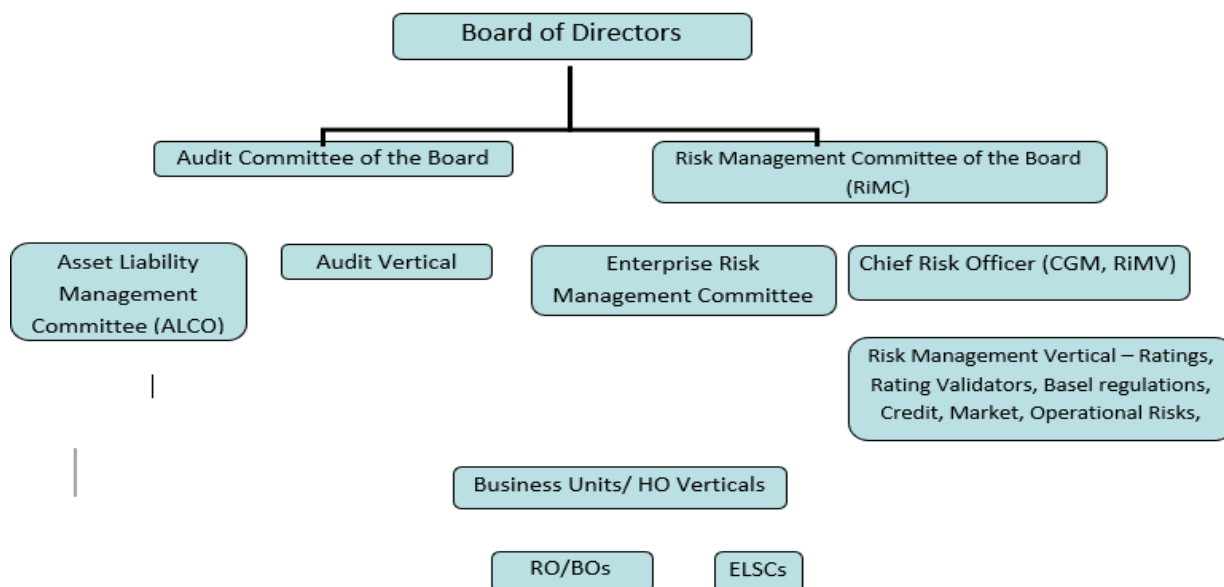 Board of Directors
Audit Committee of the Board
Risk Management Committee of the Board
(RiMC)
Asset Liability
Management
Committee (ALCO)
Audit Vertical
Enterprise Risk
Management Committee
Chief Risk Officer (CGM, RiMV)
Risk Management Vertical – Ratings,
Rating Validators, Basel regulations,
Credit, Market, Operational Risks,
Business Units/ HO Verticals
RO/BOs
ELSCs